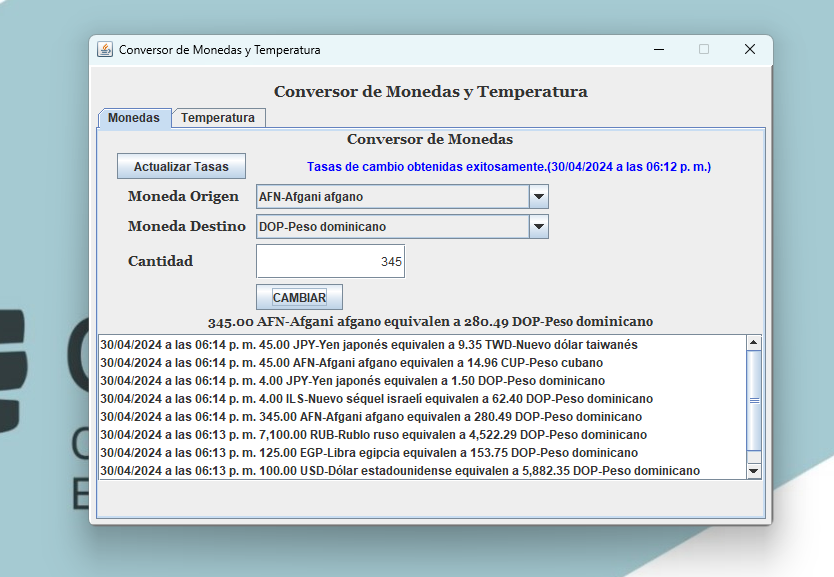 Conversor de Monedas y Temperatura
Conversor de Monedas y Temperatura
Monedas Temperatura
Conversor de Monedas
Actualizar Tasas Tasas de cambio obtenidas exitosamente.(30/04/2024 a las 06:12 p. m.)
Moneda Origen AFN-Afgani afgano
Moneda Destino DOP-Peso dominicano
Cantidad 345
CAMBIAR
345.00 AFN-Afgani afgano equivalen a 280.49 DOP-Peso dominicano
30/04/2024 a las 06:14 p. m. 45.00 JPY-Yen japonés equivalen a 9.35 TWD-Nuevo dólar taiwanés
30/04/2024 a las 06:14 p. m. 45.00 AFN-Afgani afgano equivalen a 14.96 CUP-Peso cubano
30/04/2024 a las 06:14 p. m. 4.00 JPY-Yen japonés equivalen a 1.50 DOP-Peso dominicano
30/04/2024 a las 06:14 p. m. 4.00 ILS-Nuevo séquel israelí equivalen a 62.40 DOP-Peso dominicano
30/04/2024 a las 06:14 p. m. 345.00 AFN-Afgani afgano equivalen a 280.49 DOP-Peso dominicano
30/04/2024 a las 06:13 p. m. 7,100.00 RUB-Rublo ruso equivalen a 4,522.29 DOP-Peso dominicano
30/04/2024 a las 06:13 p. m. 125.00 EGP-Libra egipcia equivalen a 153.75 DOP-Peso dominicano
30/04/2024 a las 06:13 p. m. 100.00 USD-Dólar estadounidense equivalen a 5,882.35 DOP-Peso dominicano